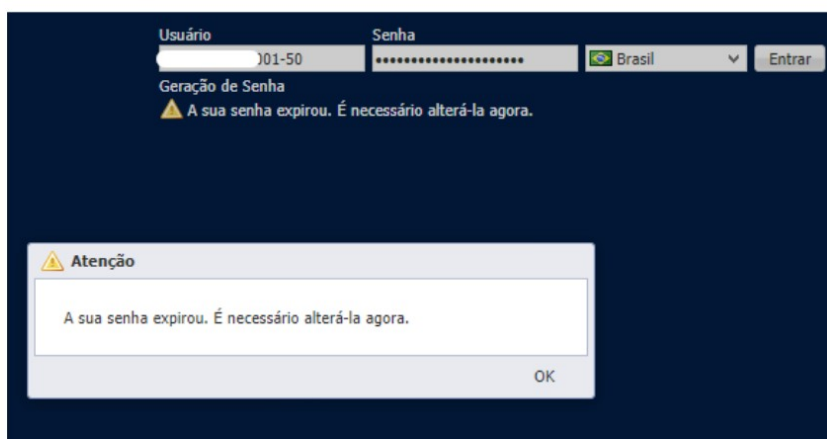 Usuário Senha
001-50 ••••••••••••••••••••• Brasil Entrar
Geração de Senha
A sua senha expirou. É necessário alterá-la agora.
Atenção
A sua senha expirou. É necessário alterá-la agora.
OK